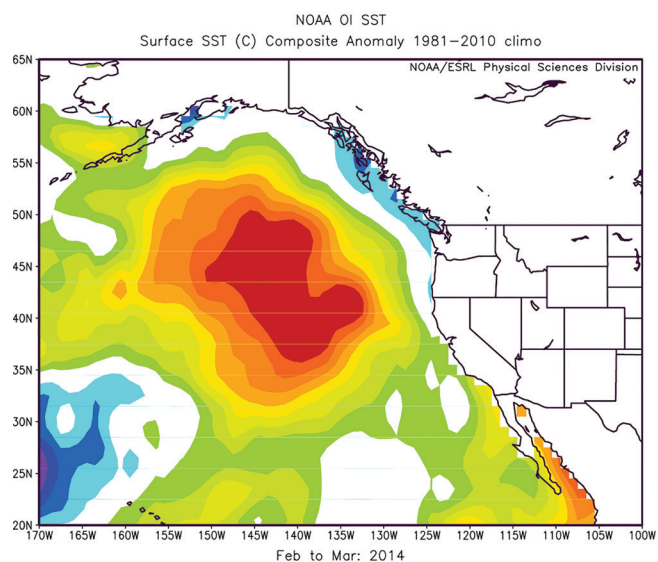 NOAA OI SST
Surface SST (C) Composite Anomaly 1981-2010 climo
NOAA/ESRL Physical Sciences Division
65N
60N
55N
50N
45N
40N
35N
30N
25N
20N
170W 165W 160W 155W 150W 145W 140W 135W 130W 125W 120W 115W 110W 105W 100W
Feb to Mar: 2014